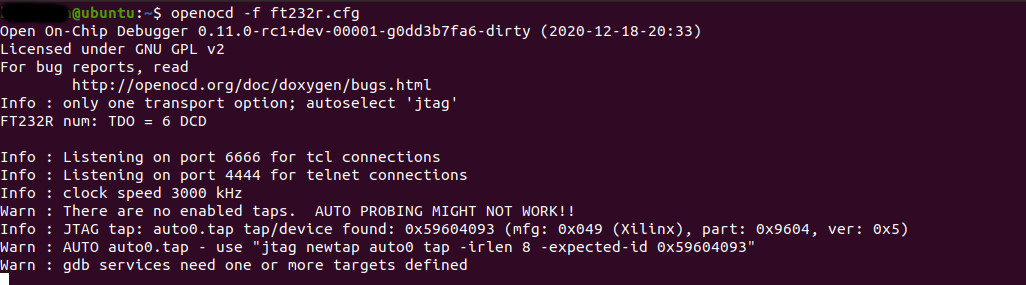 @ubuntu:~$ openocd -f ft232r.cfg
Open On-Chip Debugger 0.11.0-rc1+dev-00001-g0dd3b7fa6-dirty (2020-12-18-20:33)
Licensed under GNU GPL v2
For bug reports, read
        http://openocd.org/doc/doxygen/bugs.html
Info : only one transport option; autoselect 'jtag'
FT232R num: TDO = 6 DCD
Info : Listening on port 6666 for tcl connections
Info : Listening on port 4444 for telnet connections
Info : clock speed 3000 kHz
Warn : There are no enabled taps.  AUTO PROBING MIGHT NOT WORK!!
Info : JTAG tap: auto0.tap tap/device found: 0x59604093 (mfg: 0x049 (Xilinx), part: 0x9604, ver: 0x5)
Warn : AUTO auto0.tap - use "jtag newtap auto0 tap -irlen 8 -expected-id 0x59604093"
Warn : gdb services need one or more targets defined